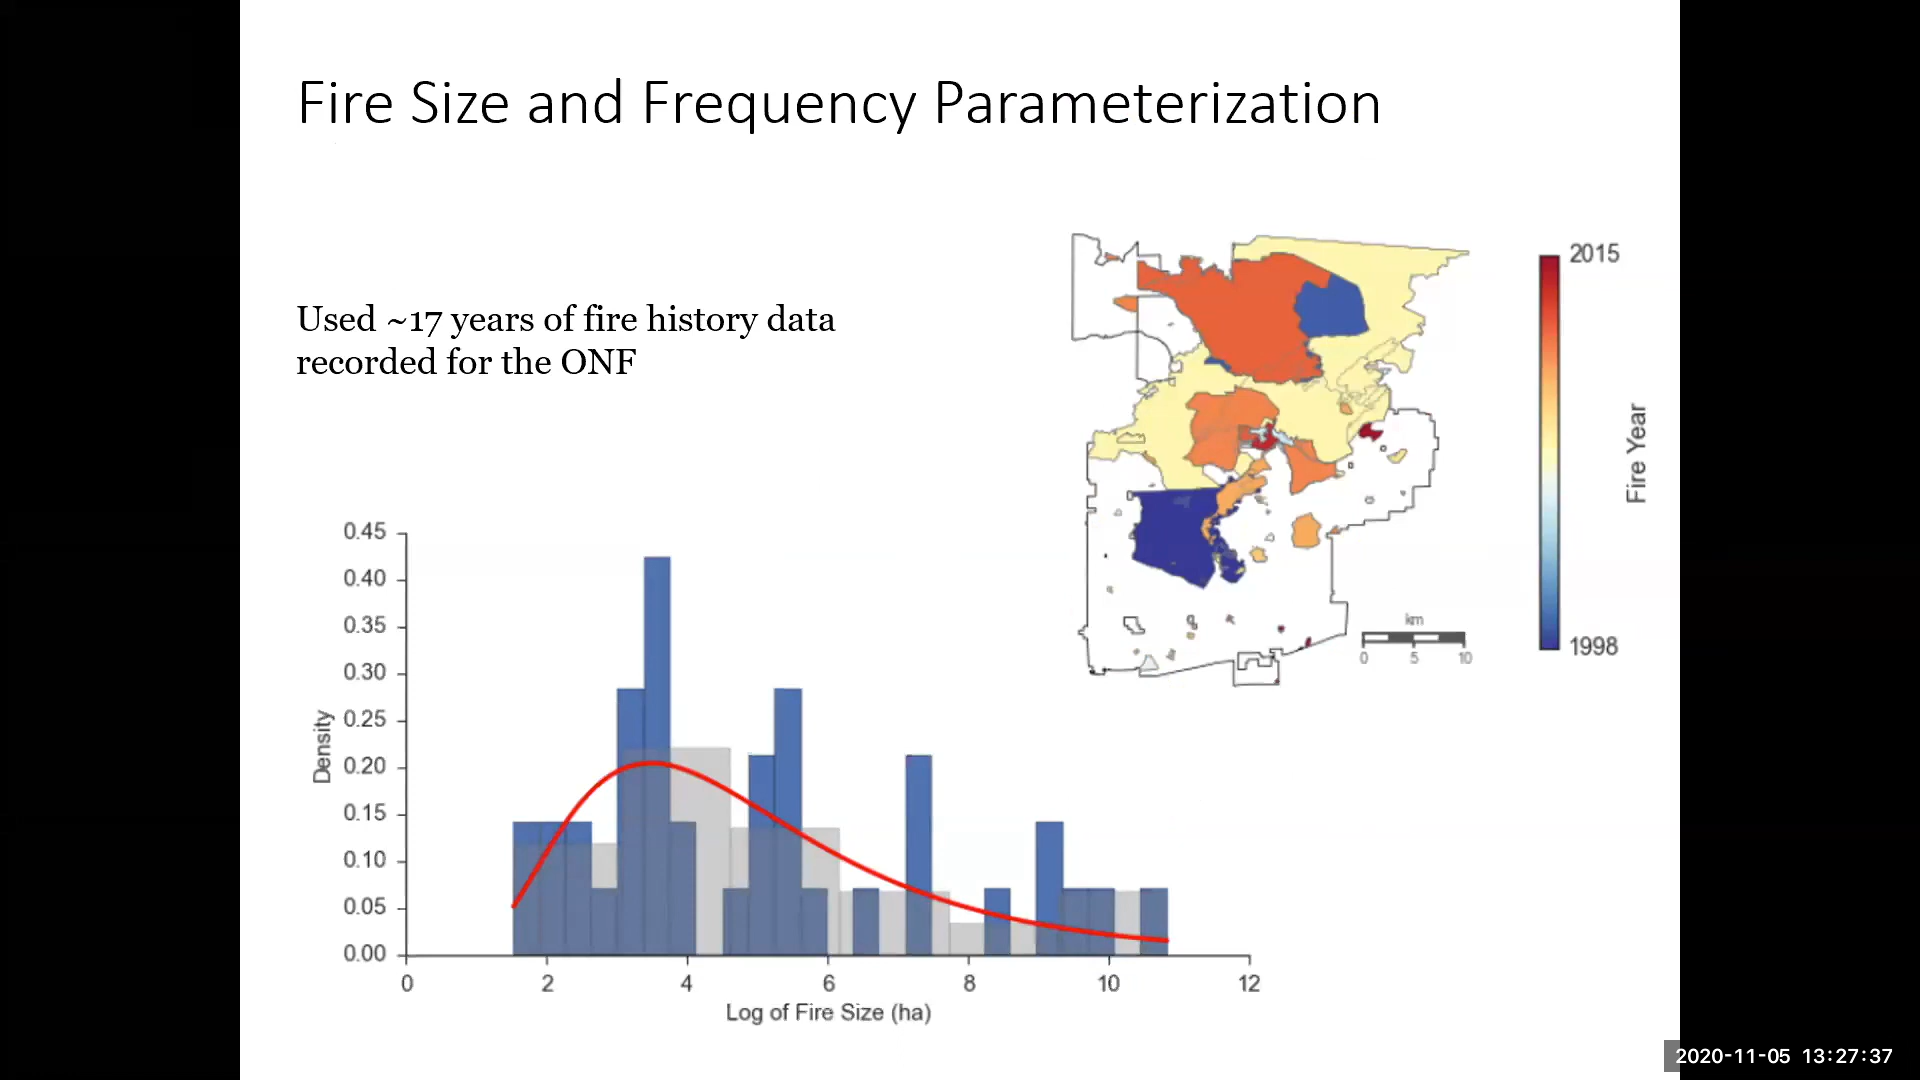 Fire Size and Frequency Parameterization
Used ~17 years of fire history data
recorded for the ONF
2015
Fire Year
1998
km
0 5 10
0.45
0.40
0.35
0.30
0.25
0.20
0.15
0.10
0.05
0.00
Density
0 2 4 6 8 10 12
Log of Fire Size (ha)
2020-11-05 13:27:37